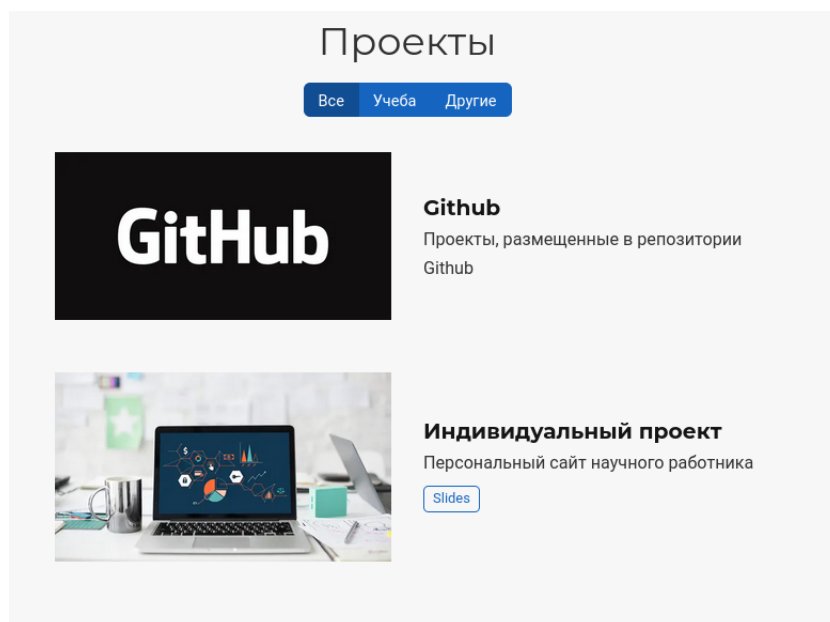 Проекты
Все Учеба Другие
GitHub
Github
Проекты, размещенные в репозитории
Github
Индивидуальный проект
Персональный сайт научного работника
Slides